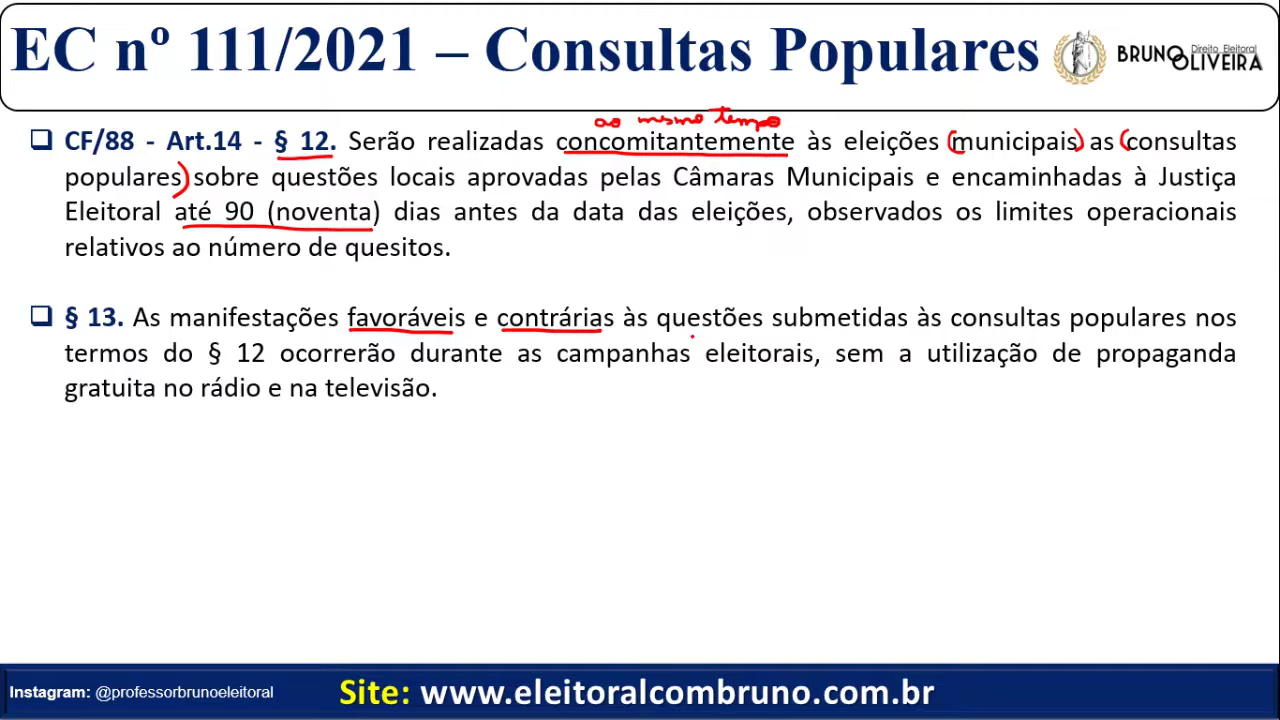 EC nº 111/2021 – Consultas Populares
BRUNO Direito Eleitoral OLIVEIRA
ao mesmo tempo
CF/88 - Art.14 - § 12. Serão realizadas concomitantemente às eleições (municipais) as (consultas
populares) sobre questões locais aprovadas pelas Câmaras Municipais e encaminhadas à Justiça
Eleitoral até 90 (noventa) dias antes da data das eleições, observados os limites operacionais
relativos ao número de quesitos.
§ 13. As manifestações favoráveis e contrárias às questões submetidas às consultas populares nos
termos do § 12 ocorrerão durante as campanhas eleitorais, sem a utilização de propaganda
gratuita no rádio e na televisão.
Instagram: @professorbrunoeleitoral Site: www.eleitoralcombruno.com.br